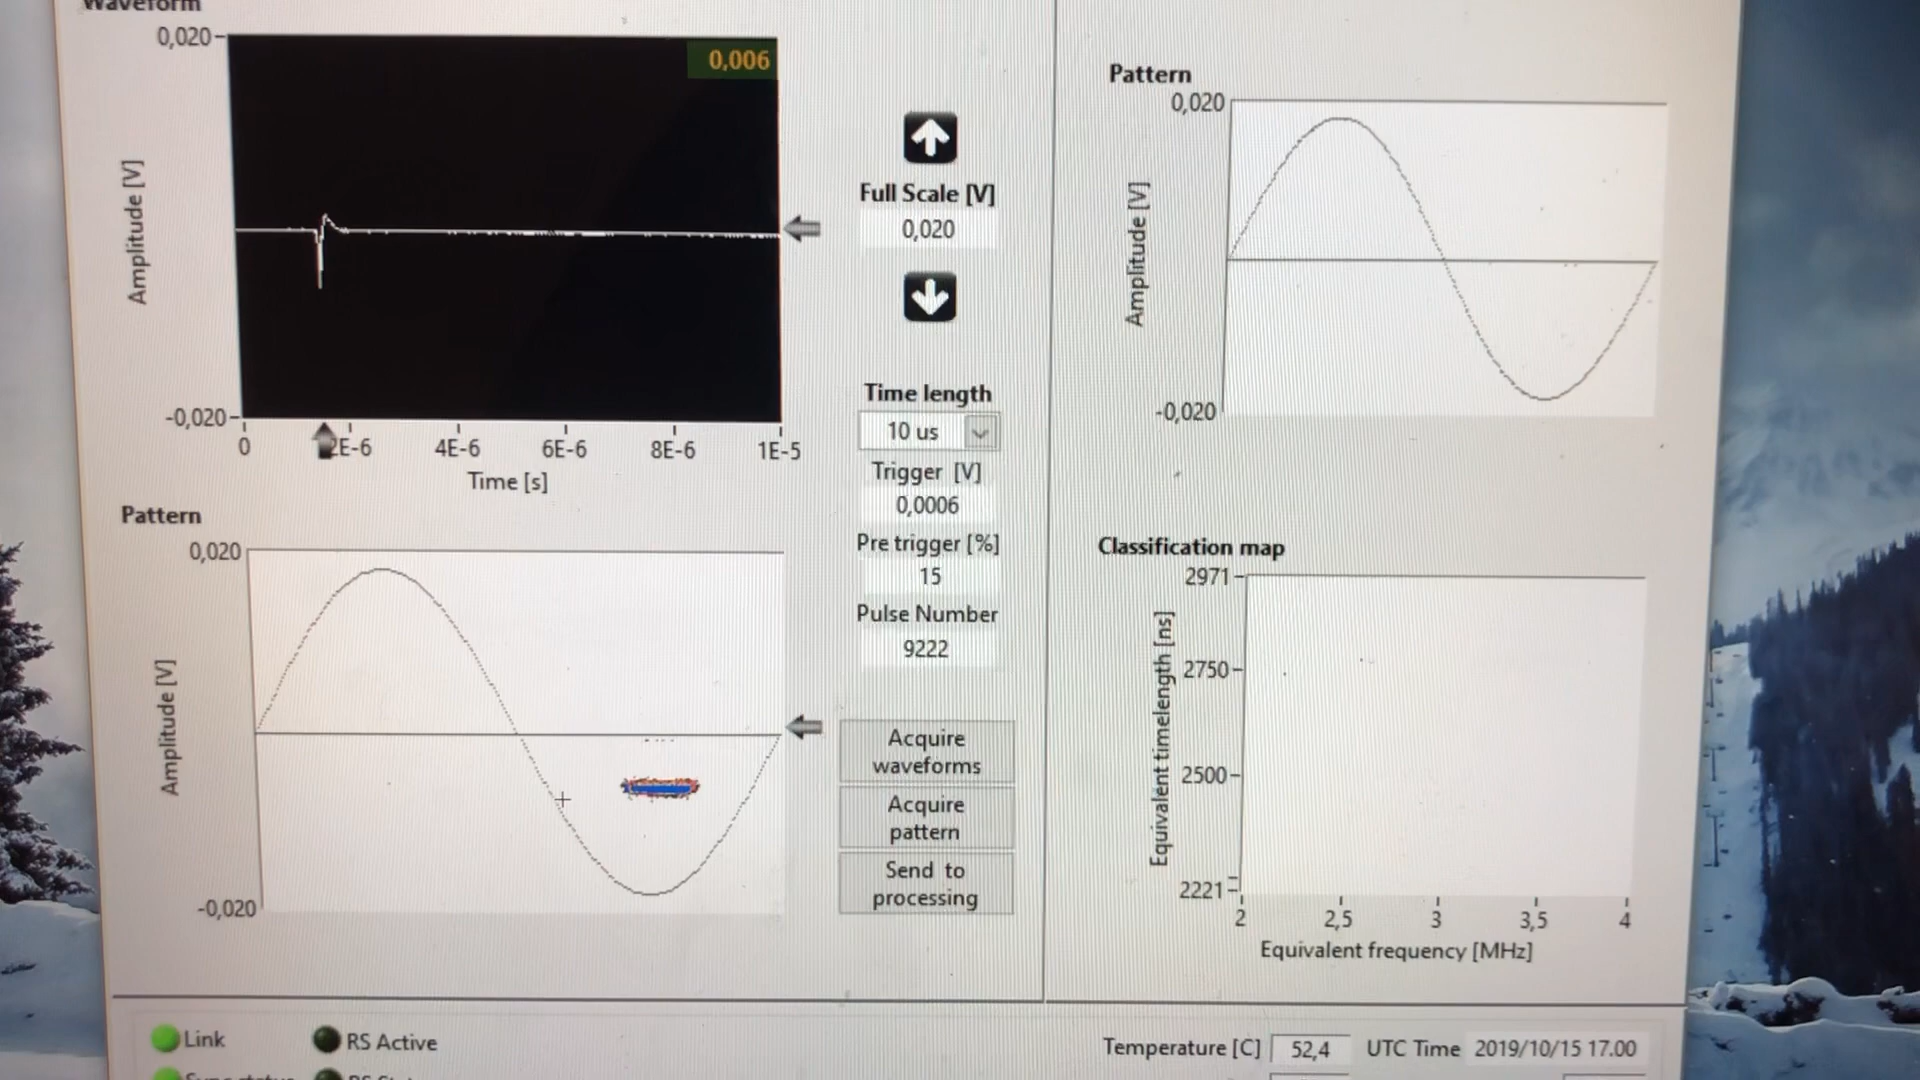 Waveform
0,020
0,006
Amplitude [V]
-0,020
0
2E-6
4E-6
6E-6
8E-6
1E-5
Time [s]
Full Scale [V]
0,020
Time length
10 us
Trigger [V]
0,0006
Pre trigger [%]
15
Pulse Number
9222
Pattern
0,020
Amplitude [V]
-0,020
Acquire
waveforms
Acquire
pattern
Send to
processing
Pattern
0,020
Amplitude [V]
-0,020
Classification map
2971
2750
2500
2221
Equivalent timelength [ns]
2
2,5
3
3,5
4
Equivalent frequency [MHz]
Link
RS Active
Temperature [C]
52,4
UTC Time
2019/10/15 17.00